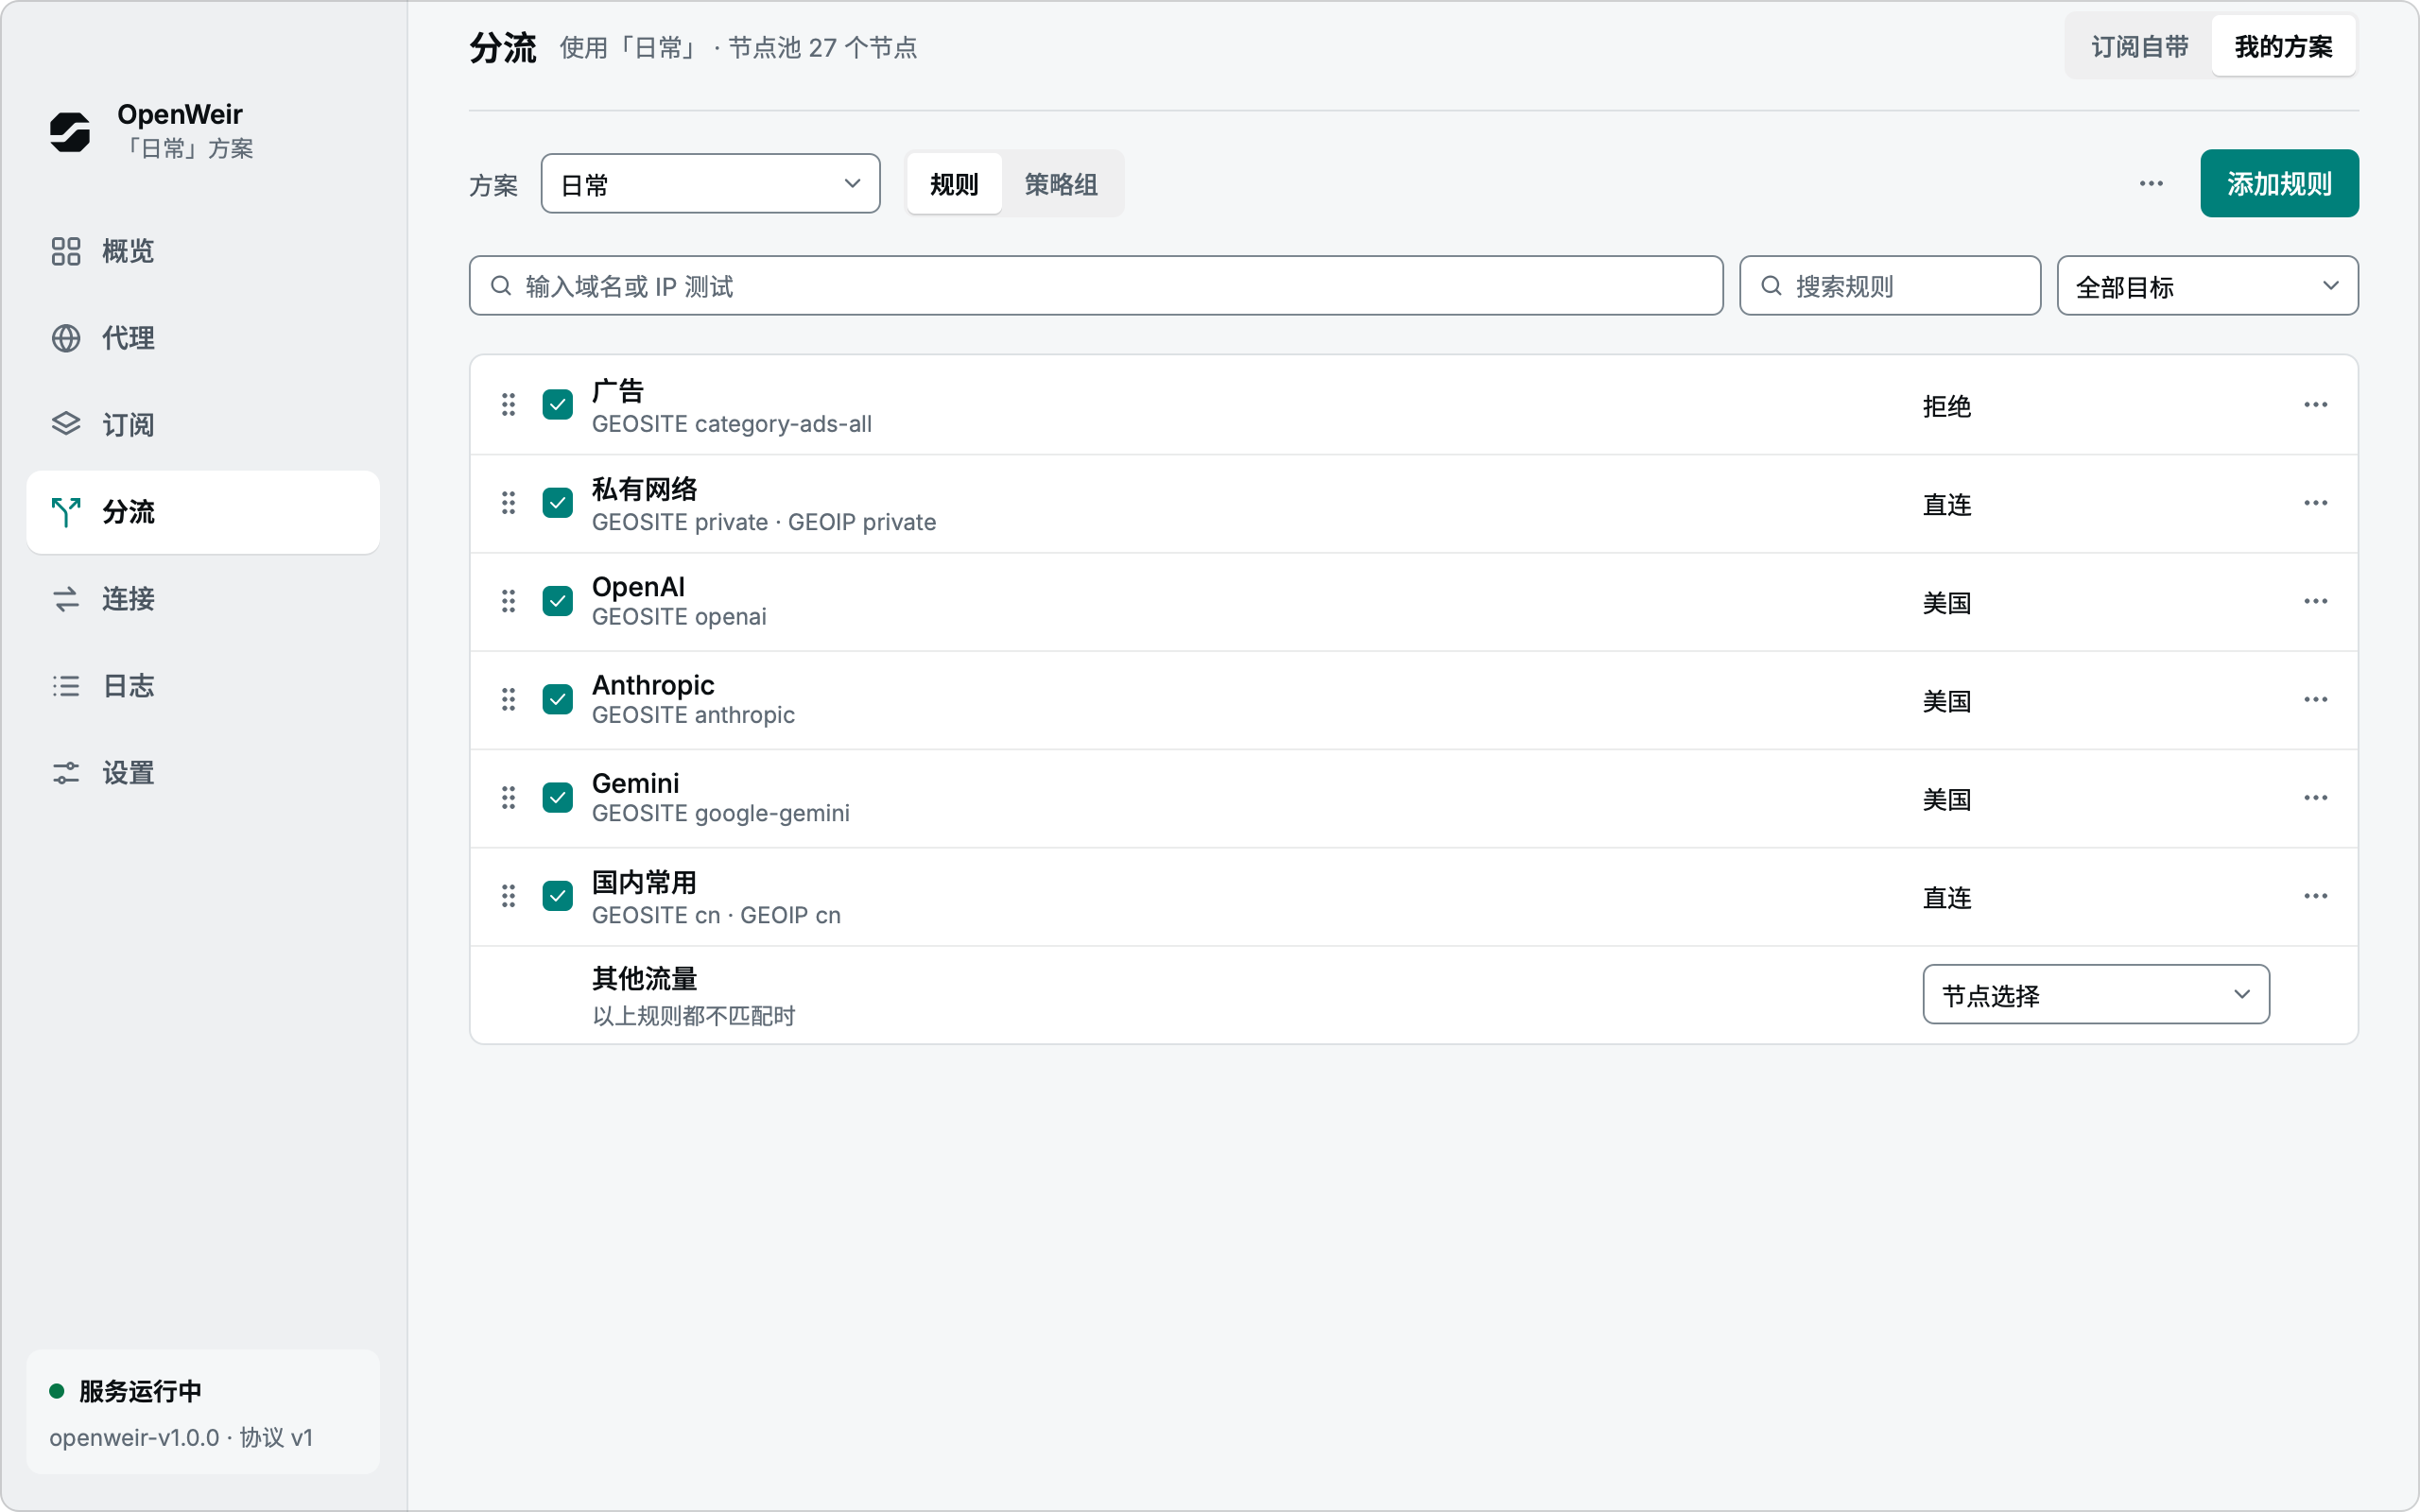 OpenWeir
「日常」方案
概览
代理
订阅
分流
连接
日志
设置
服务运行中
openweir-v1.0.0 · 协议 v1
分流 使用「日常」 · 节点池 27 个节点
订阅自带 我的方案
方案 日常 规则 策略组 添加规则
输入域名或 IP 测试 搜索规则 全部目标
广告
GEOSITE category-ads-all
拒绝
私有网络
GEOSITE private · GEOIP private
直连
OpenAI
GEOSITE openai
美国
Anthropic
GEOSITE anthropic
美国
Gemini
GEOSITE google-gemini
美国
国内常用
GEOSITE cn · GEOIP cn
直连
其他流量
以上规则都不匹配时
节点选择